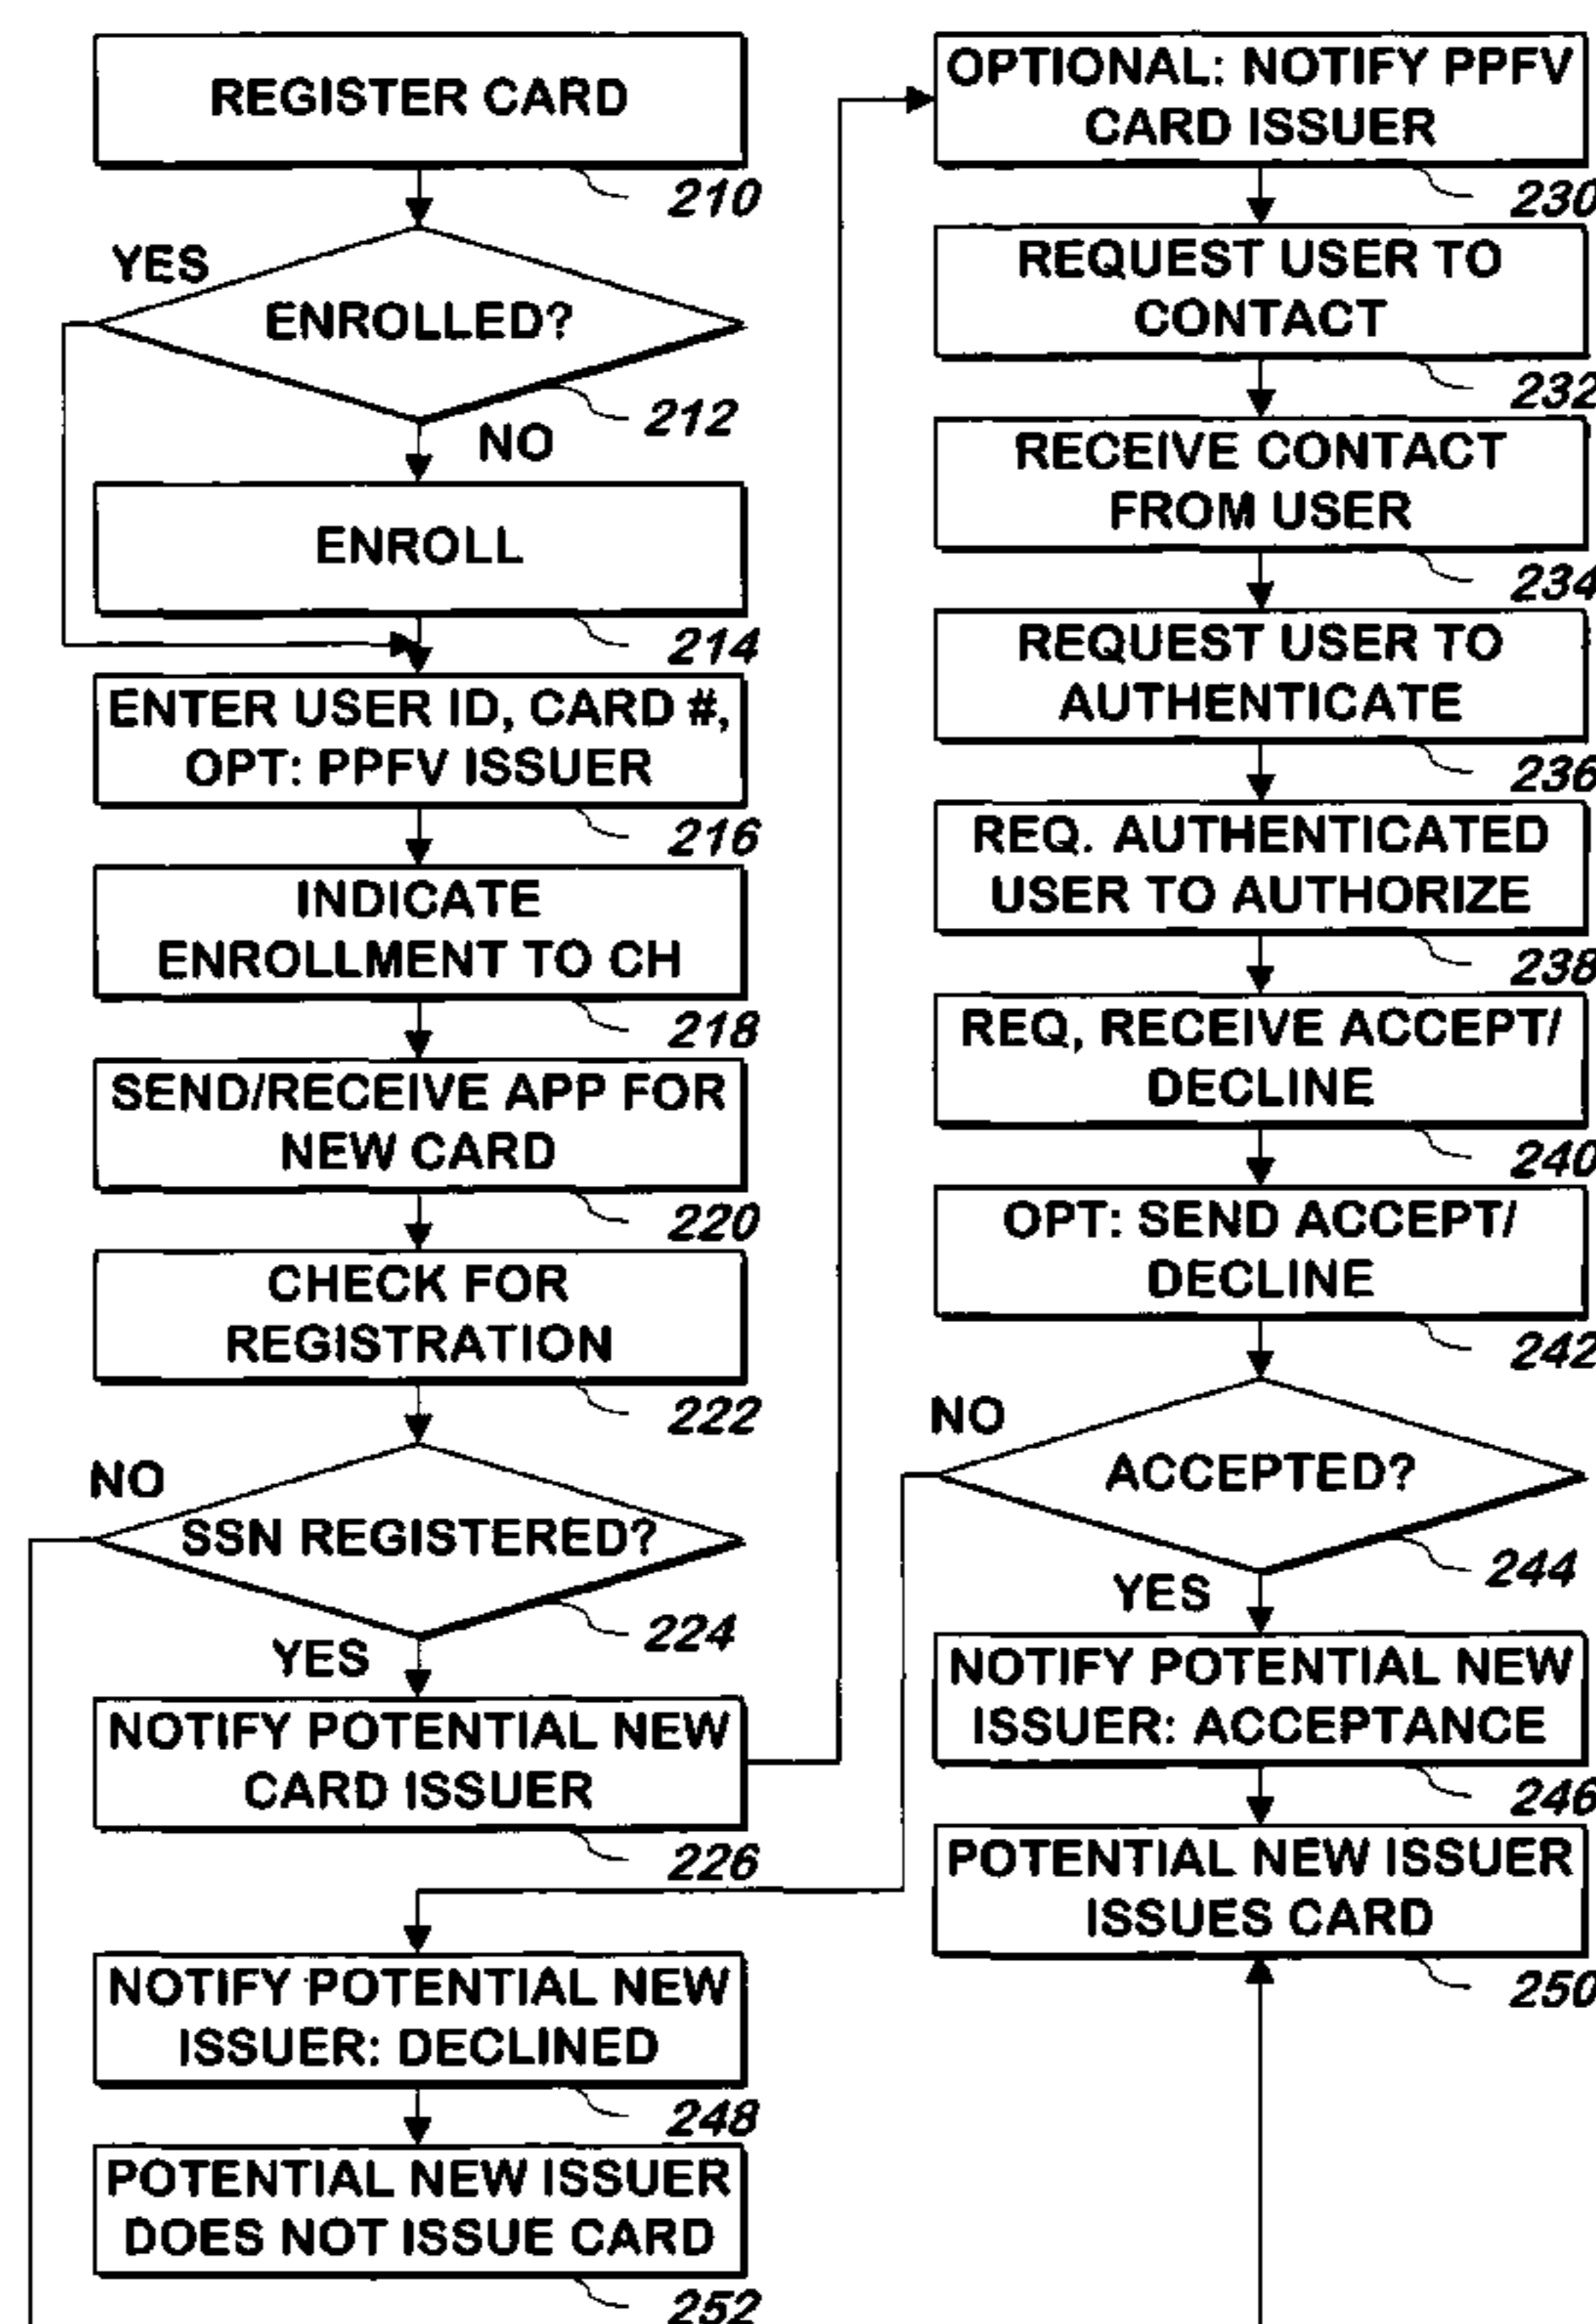 REGISTER CARD
210
YES
ENROLLED?
212
NO
ENROLL
214
ENTER USER ID, CARD #,
OPT: PPFV ISSUER
216
INDICATE
ENROLLMENT TO CH
218
SEND/RECEIVE APP FOR
NEW CARD
220
CHECK FOR
REGISTRATION
222
NO
SSN REGISTERED?
224
YES
NOTIFY POTENTIAL NEW
CARD ISSUER
226
NOTIFY POTENTIAL NEW
ISSUER: DECLINED
248
POTENTIAL NEW ISSUER
DOES NOT ISSUE CARD
252
OPTIONAL: NOTIFY PPFV
CARD ISSUER
230
REQUEST USER TO
CONTACT
232
RECEIVE CONTACT
FROM USER
234
REQUEST USER TO
AUTHENTICATE
236
REQ. AUTHENTICATED
USER TO AUTHORIZE
238
REQ, RECEIVE ACCEPT/
DECLINE
240
OPT: SEND ACCEPT/
DECLINE
242
NO
ACCEPTED?
244
YES
NOTIFY POTENTIAL NEW
ISSUER: ACCEPTANCE
246
POTENTIAL NEW ISSUER
ISSUES CARD
250